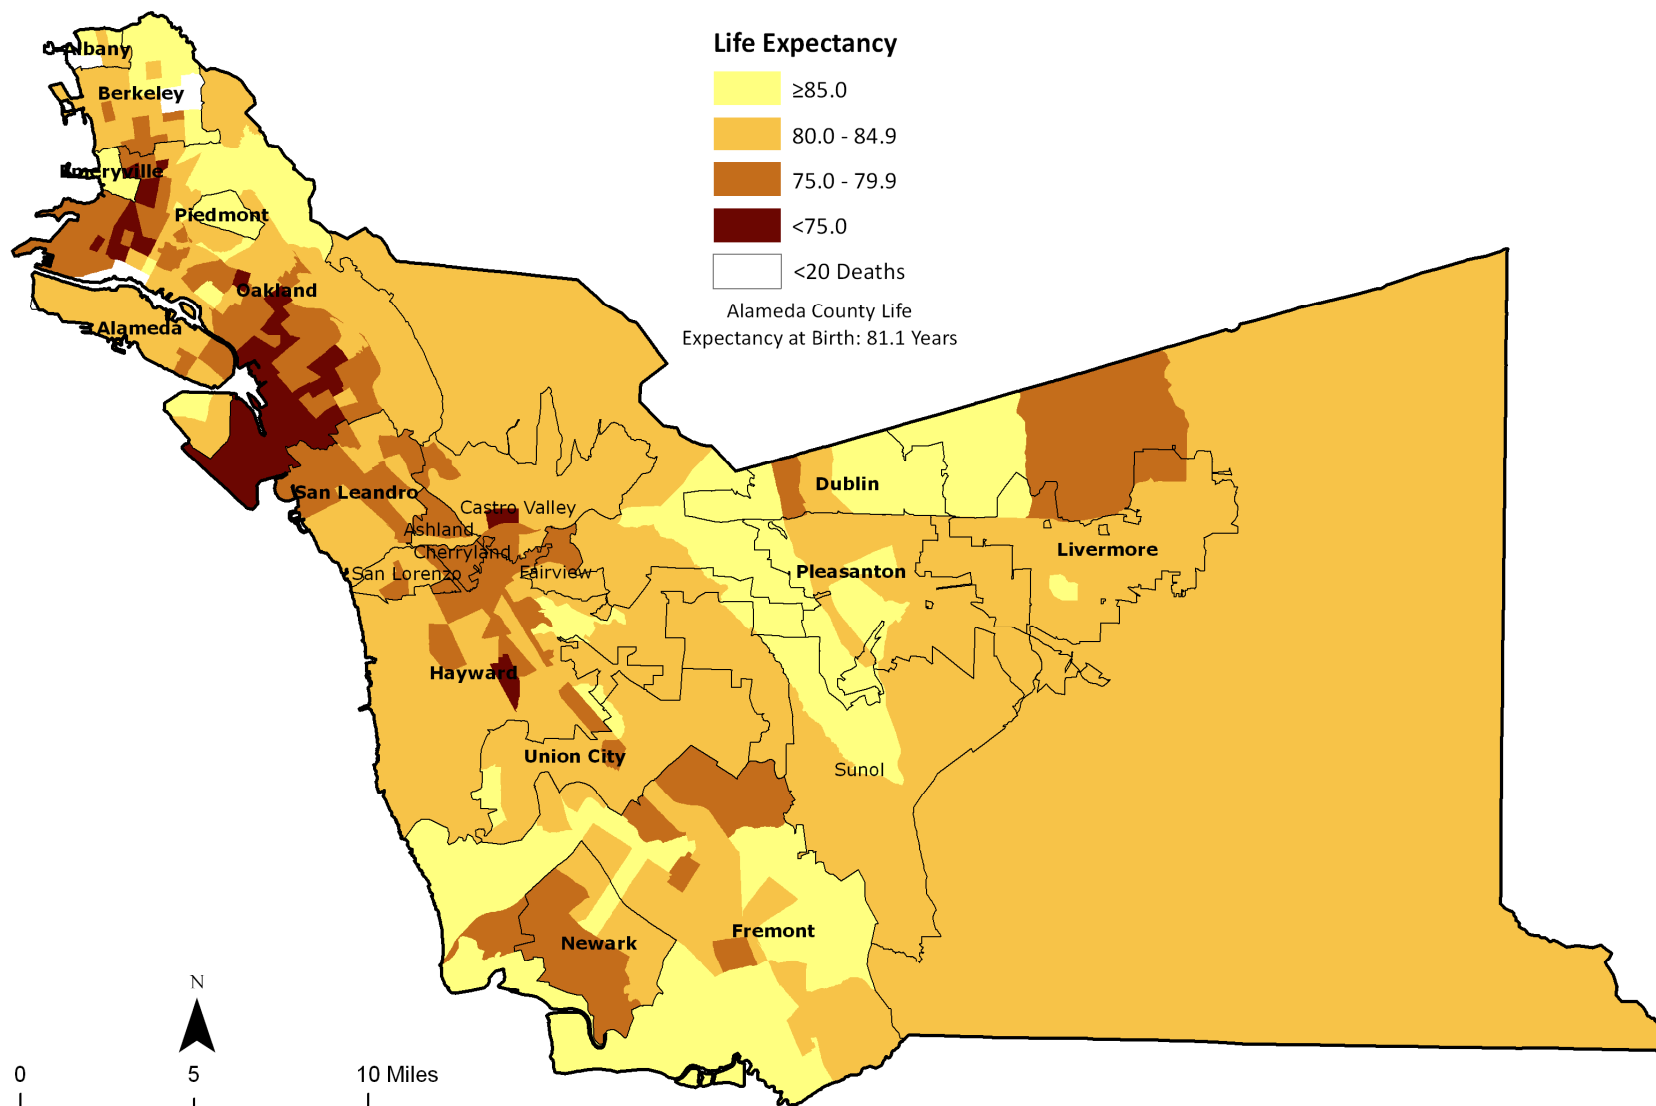 Life Expectancy
≥85.0
80.0 - 84.9
75.0 - 79.9
<75.0
<20 Deaths
Alameda County Life
Expectancy at Birth: 81.1 Years
Albany
Berkeley
Emeryville
Piedmont
Oakland
Alameda
San Leandro
Castro Valley
Ashland
Cherryland
San Lorenzo
Fairview
Dublin
Livermore
Pleasanton
Hayward
Union City
Sunol
Newark
Fremont
N
0 5 10 Miles